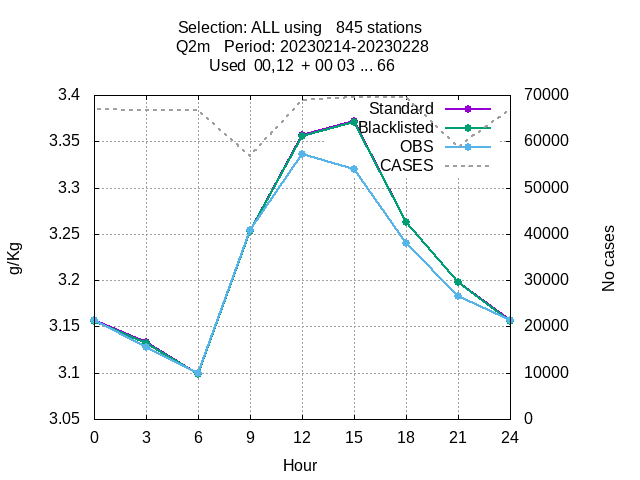 Selection: ALL using   845 stations
Q2m   Period: 20230214-20230228
Used  00,12  + 00 03 ... 66
3.4
3.35
3.3
3.25
3.2
3.15
3.1
3.05
g/Kg
Standard
Blacklisted
OBS
CASES
70000
60000
50000
40000
30000
20000
10000
0
No cases
0 3 6 9 12 15 18 21 24
Hour